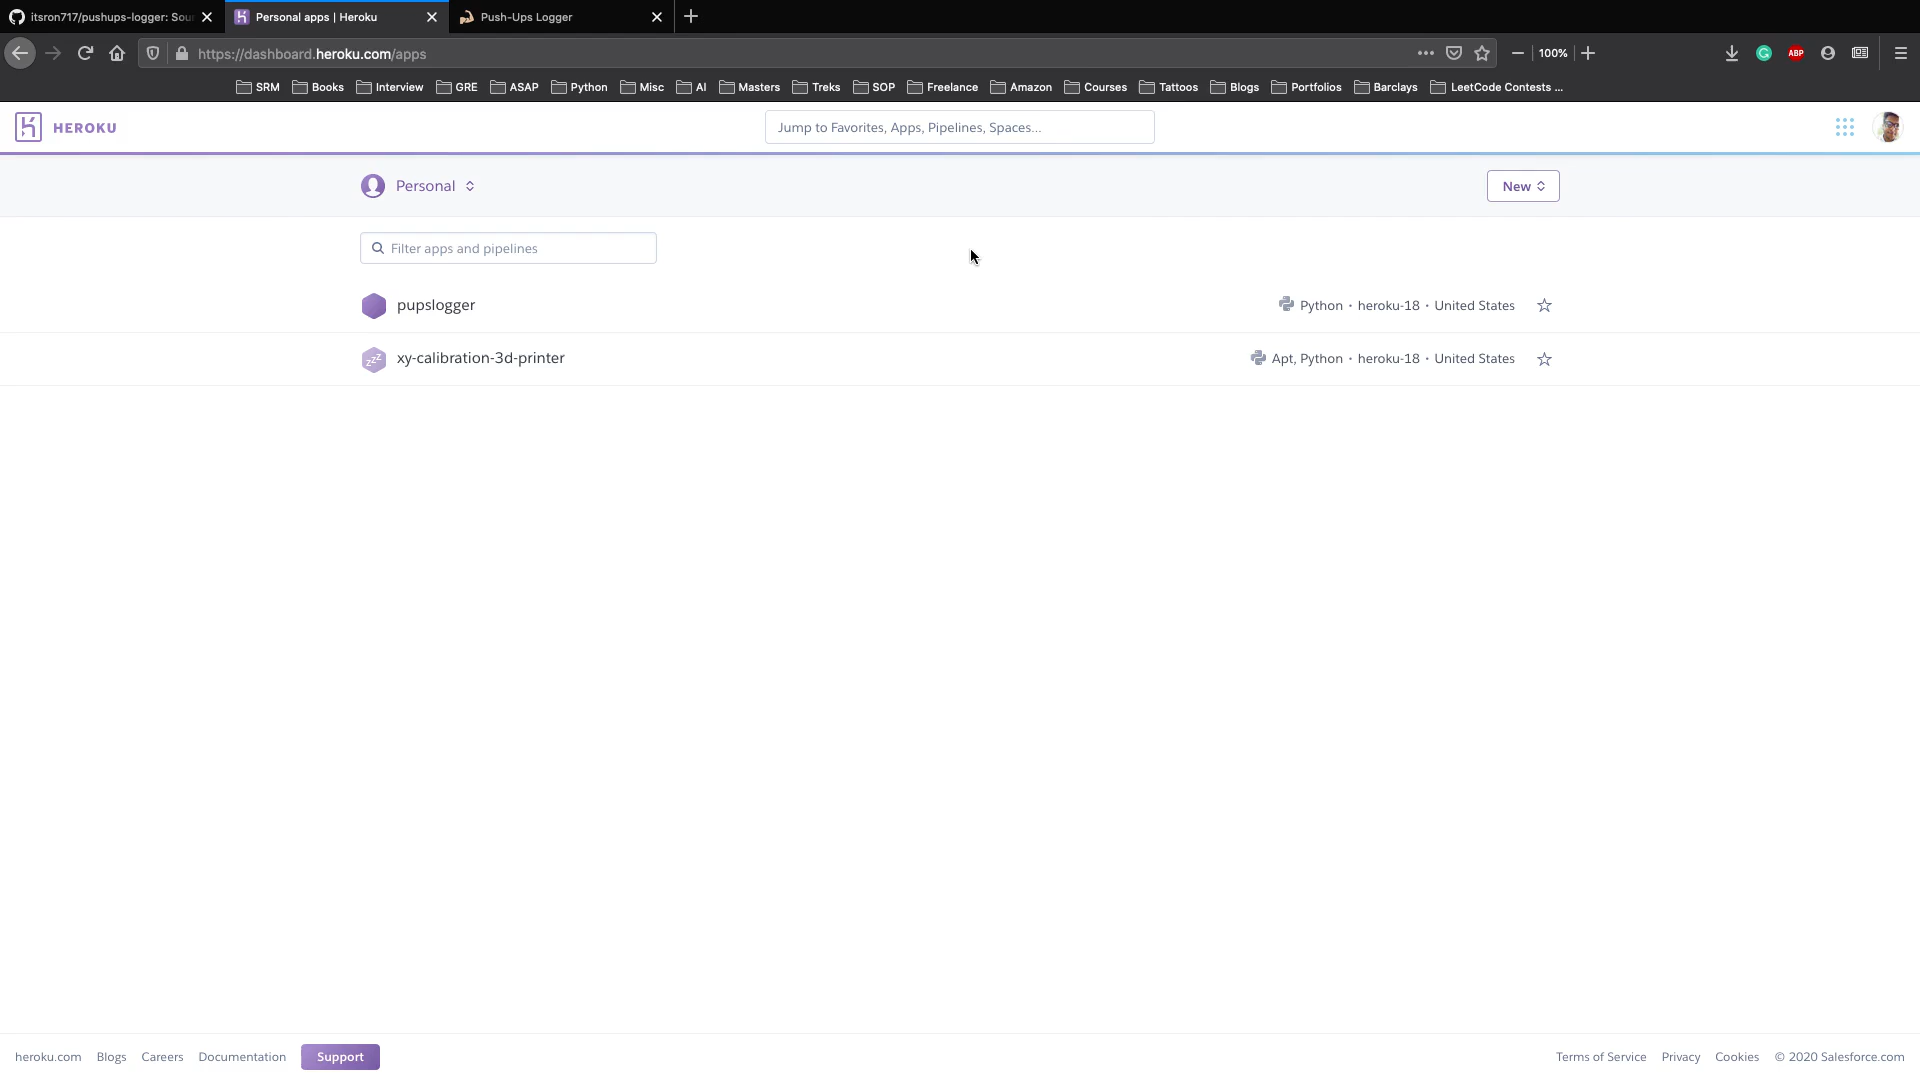 itsron717/pushups-logger: Sour
Personal apps | Heroku
Push-Ups Logger
https://dashboard.heroku.com/apps
100%
ABP
SRM
Books
Interview
GRE
ASAP
Python
Misc
AI
Masters
Treks
SOP
Freelance
Amazon
Courses
Tattoos
Blogs
Portfolios
Barclays
LeetCode Contests ...
HEROKU
Jump to Favorites, Apps, Pipelines, Spaces...
Personal
New
Filter apps and pipelines
pupslogger
Python · heroku-18 · United States
zzz
xy-calibration-3d-printer
Apt, Python · heroku-18 · United States
heroku.com
Blogs
Careers
Documentation
Support
Terms of Service
Privacy
Cookies
© 2020 Salesforce.com